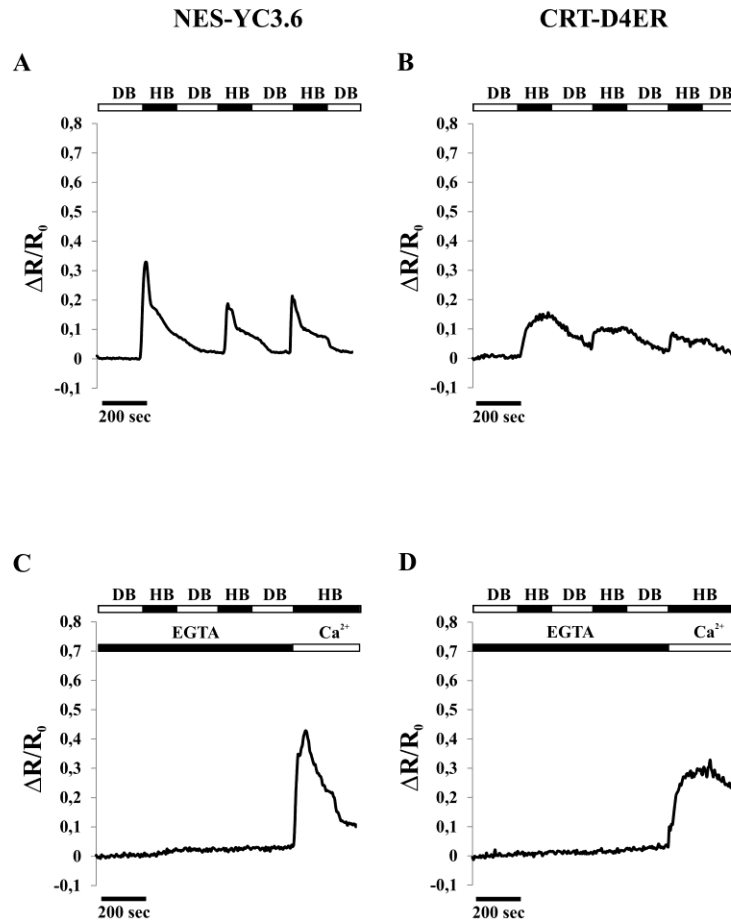 NES-YC3.6
CRT-D4ER
A
DB HB DB HB DB HB DB
0,8
0,7
0,6
0,5
0,4
0,3
0,2
0,1
0
-0,1
ΔR/R₀
200 sec
B
DB HB DB HB DB HB DB
0,8
0,7
0,6
0,5
0,4
0,3
0,2
0,1
0
-0,1
ΔR/R₀
200 sec
C
DB HB DB HB DB HB
EGTA Ca²⁺
0,8
0,7
0,6
0,5
0,4
0,3
0,2
0,1
0
-0,1
ΔR/R₀
200 sec
D
DB HB DB HB DB HB
EGTA Ca²⁺
0,8
0,7
0,6
0,5
0,4
0,3
0,2
0,1
0
-0,1
ΔR/R₀
200 sec